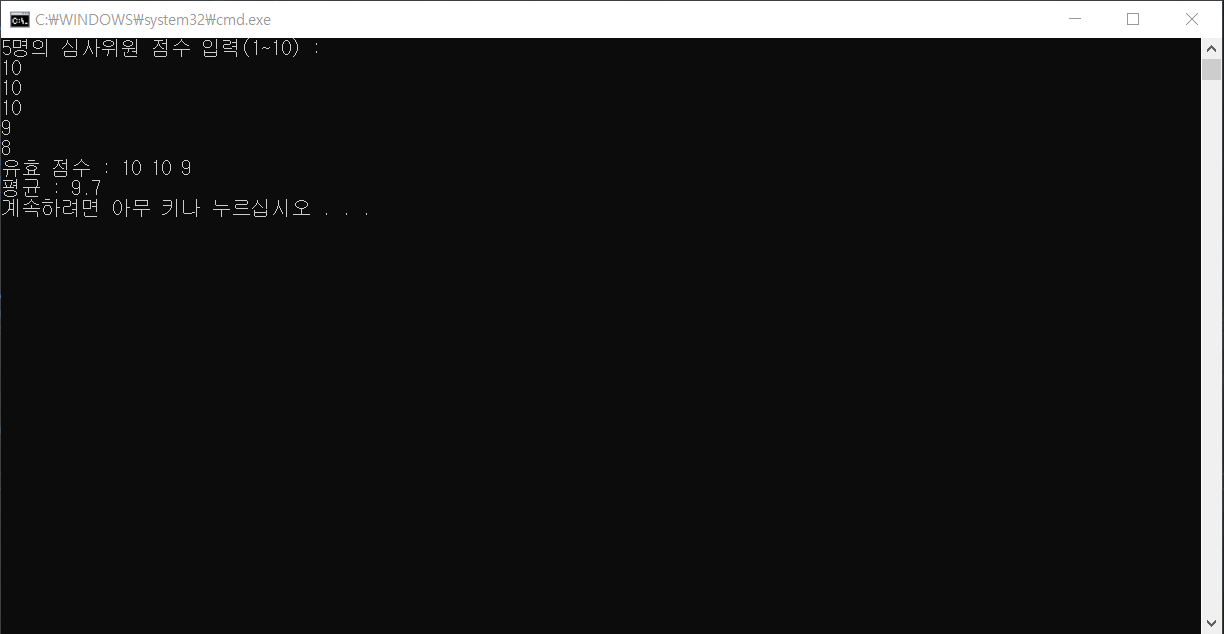 C:₩WINDOWS₩system32₩cmd.exe
5명의 심사위원 점수 입력(1~10) :
10
10
10
9
8
유효 점수 : 10 10 9
평균 : 9.7
계속하려면 아무 키나 누르십시오 . . .